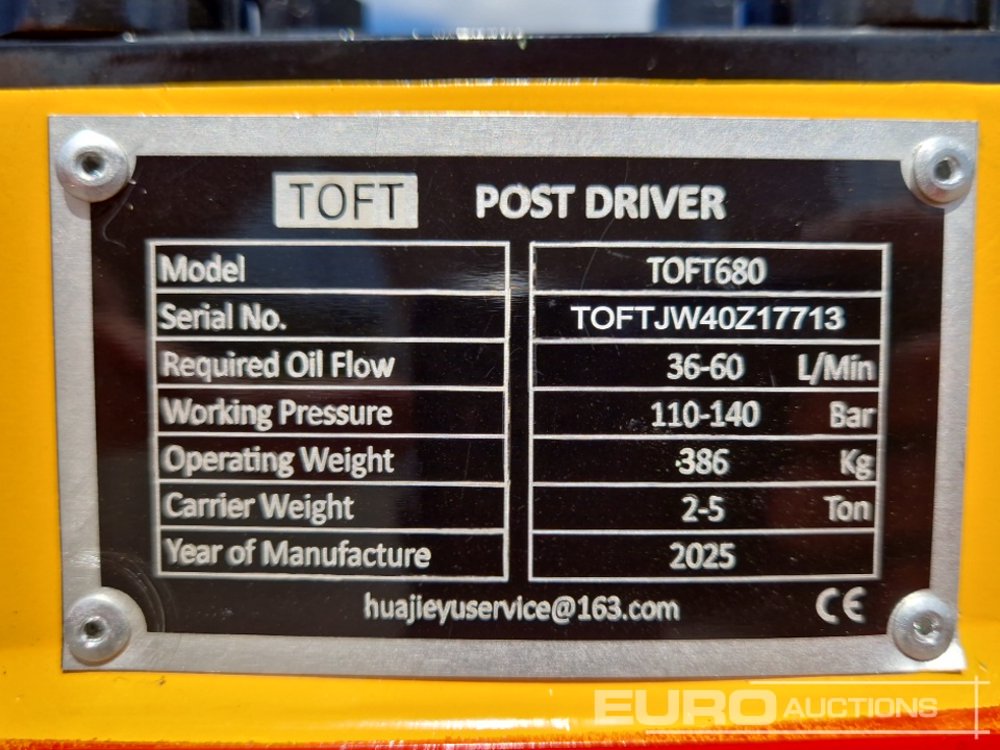 TOFT POST DRIVER
Model TOFT680
Serial No. TOFTJW40Z17713
Required Oil Flow 36-60 L/Min
Working Pressure 110-140 Bar
Operating Weight 386 Kg
Carrier Weight 2-5 Ton
Year of Manufacture 2025
huajieyuservice@163.com CE
EURO AUCTIONS